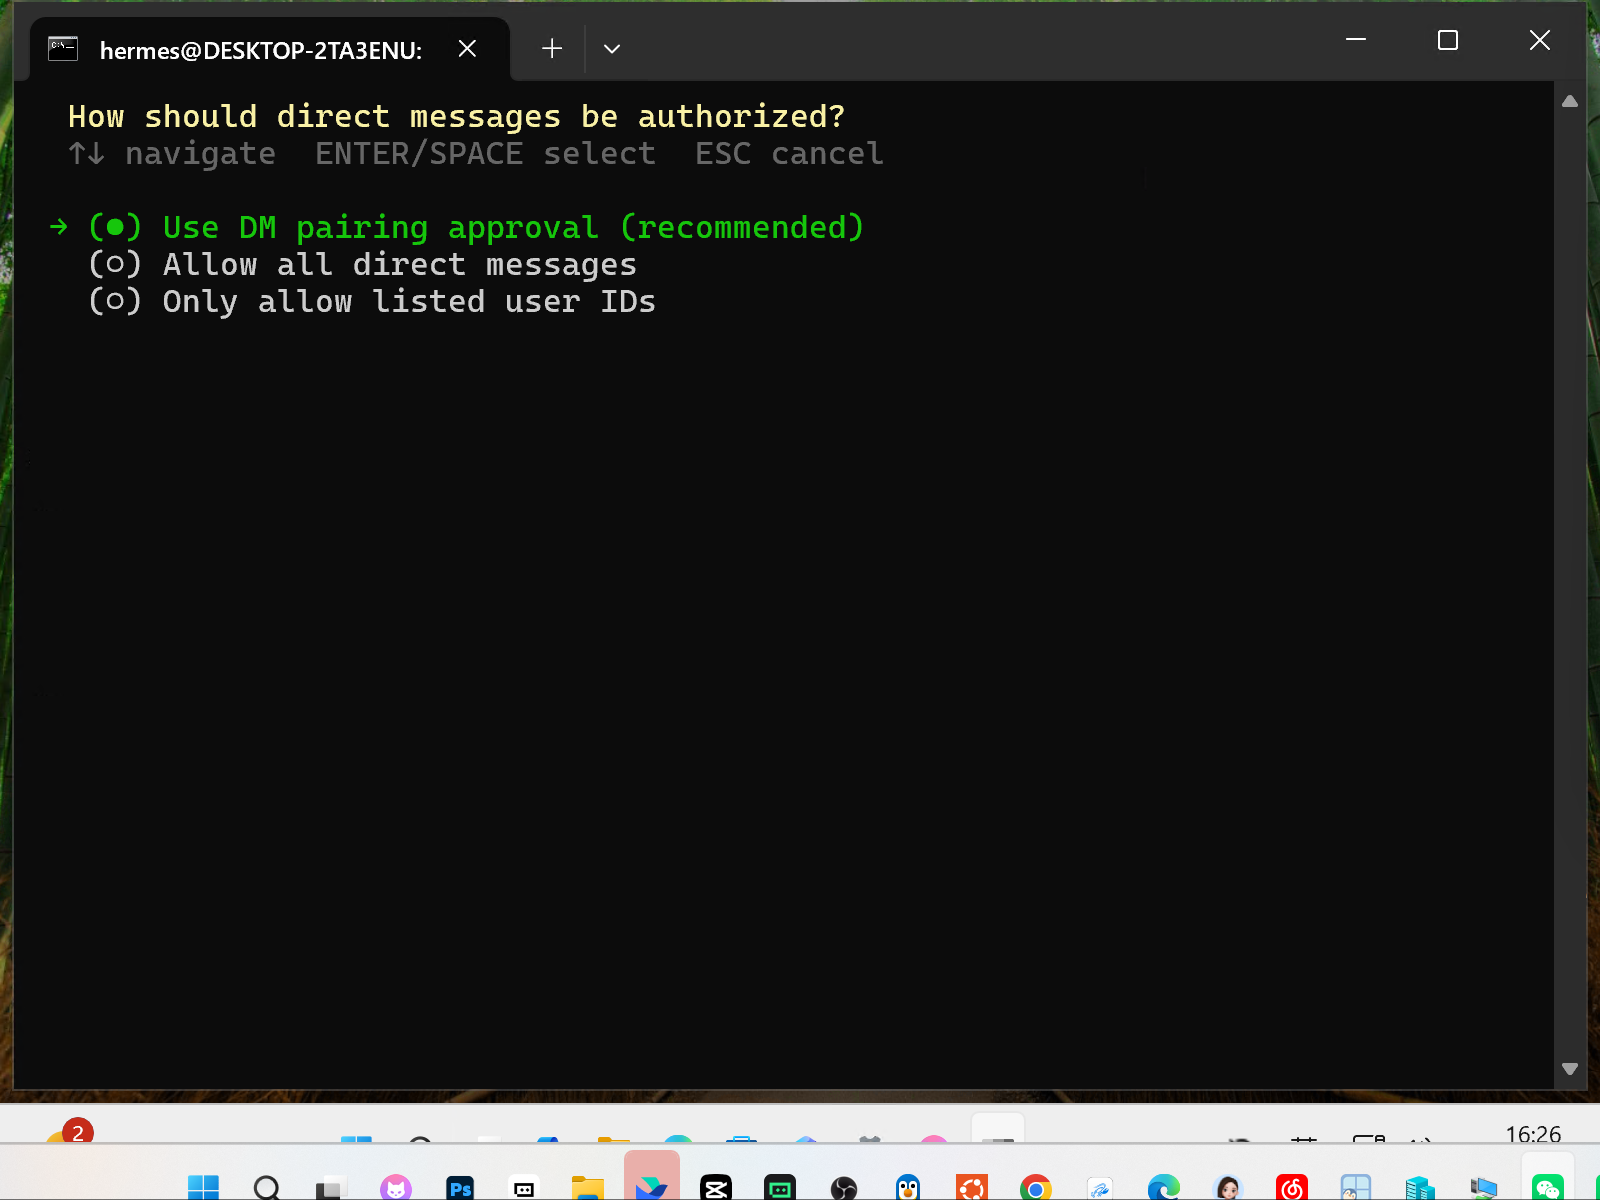 hermes@DESKTOP-2TA3ENU:
How should direct messages be authorized?
↑↓ navigate  ENTER/SPACE select  ESC cancel
→ (●) Use DM pairing approval (recommended)
(○) Allow all direct messages
(○) Only allow listed user IDs
2
16:26
Ps